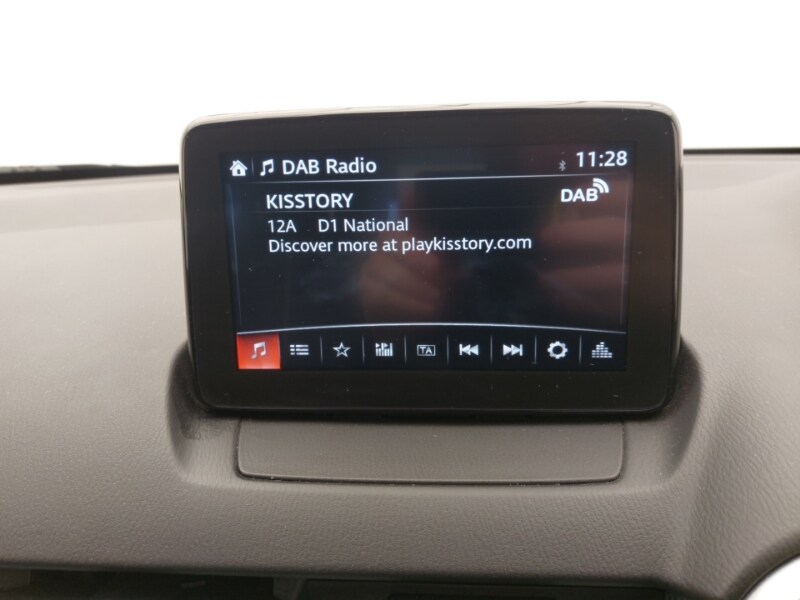 DAB Radio 11:28
KISSTORY DAB
12A D1 National
Discover more at playkisstory.com
TA